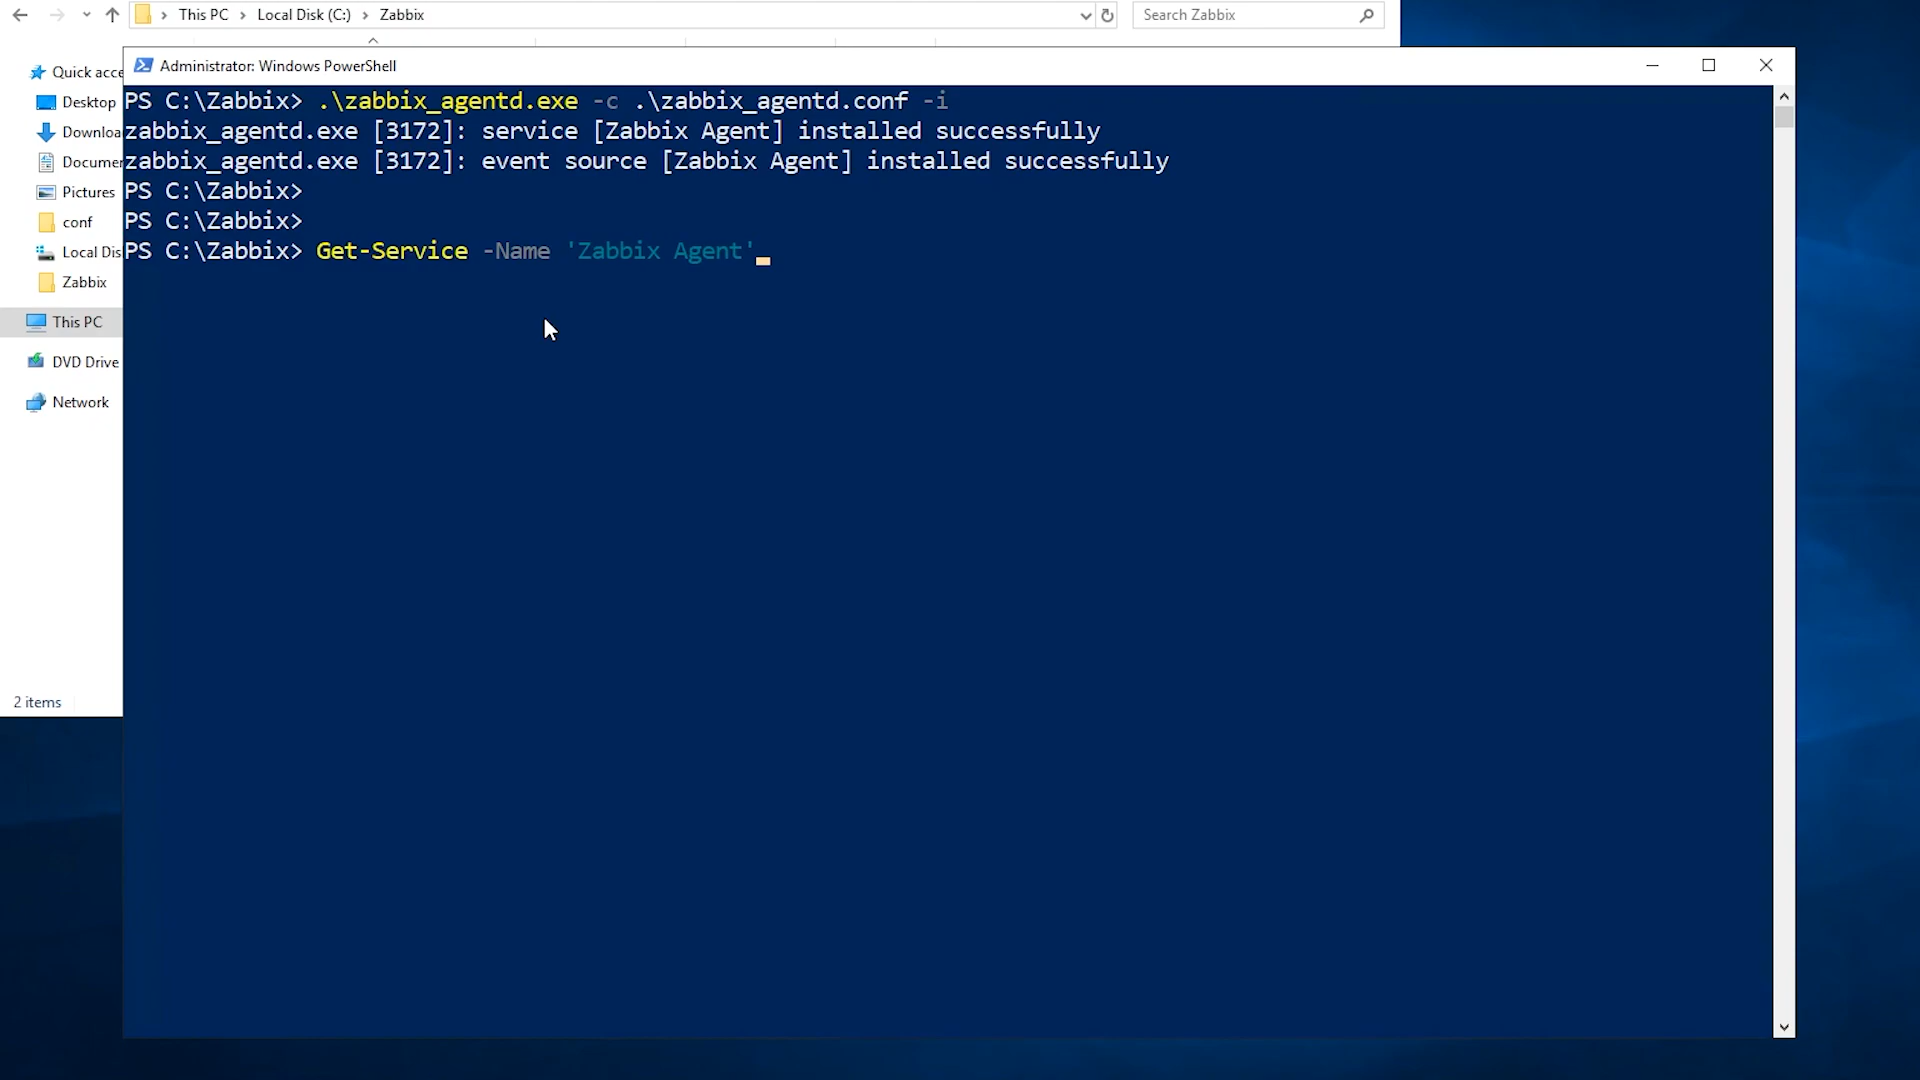 This PC > Local Disk (C:) > Zabbix
Search Zabbix
Administrator: Windows PowerShell
Quick acce
Desktop
Downloa
Documer
Pictures
conf
Local Dis
Zabbix
This PC
DVD Drive
Network
2 items
PS C:\Zabbix> .\zabbix_agentd.exe -c .\zabbix_agentd.conf -i
zabbix_agentd.exe [3172]: service [Zabbix Agent] installed successfully
zabbix_agentd.exe [3172]: event source [Zabbix Agent] installed successfully
PS C:\Zabbix>
PS C:\Zabbix>
PS C:\Zabbix> Get-Service -Name 'Zabbix Agent'